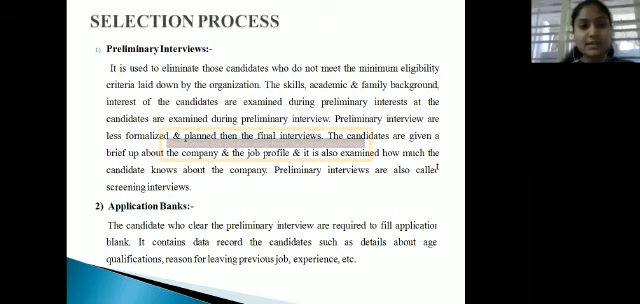 SELECTION PROCESS
1) Preliminary Interviews:-
It is used to eliminate those candidates who do not meet the minimum eligibility
criteria laid down by the organization. The skills, academic & family background,
interest of the candidates are examined during preliminary interests at the
candidates are examined during preliminary interview. Preliminary interview are
less formalized & planned then the final interviews. The candidates are given a
brief up about the company & the job profile & it is also examined how much the
candidate knows about the company. Preliminary interviews are also called
screening interviews.
2) Application Banks:-
The candidate who clear the preliminary interview are required to fill application
blank. It contains data record the candidates such as details about age
qualifications, reason for leaving previous job, experience, etc.